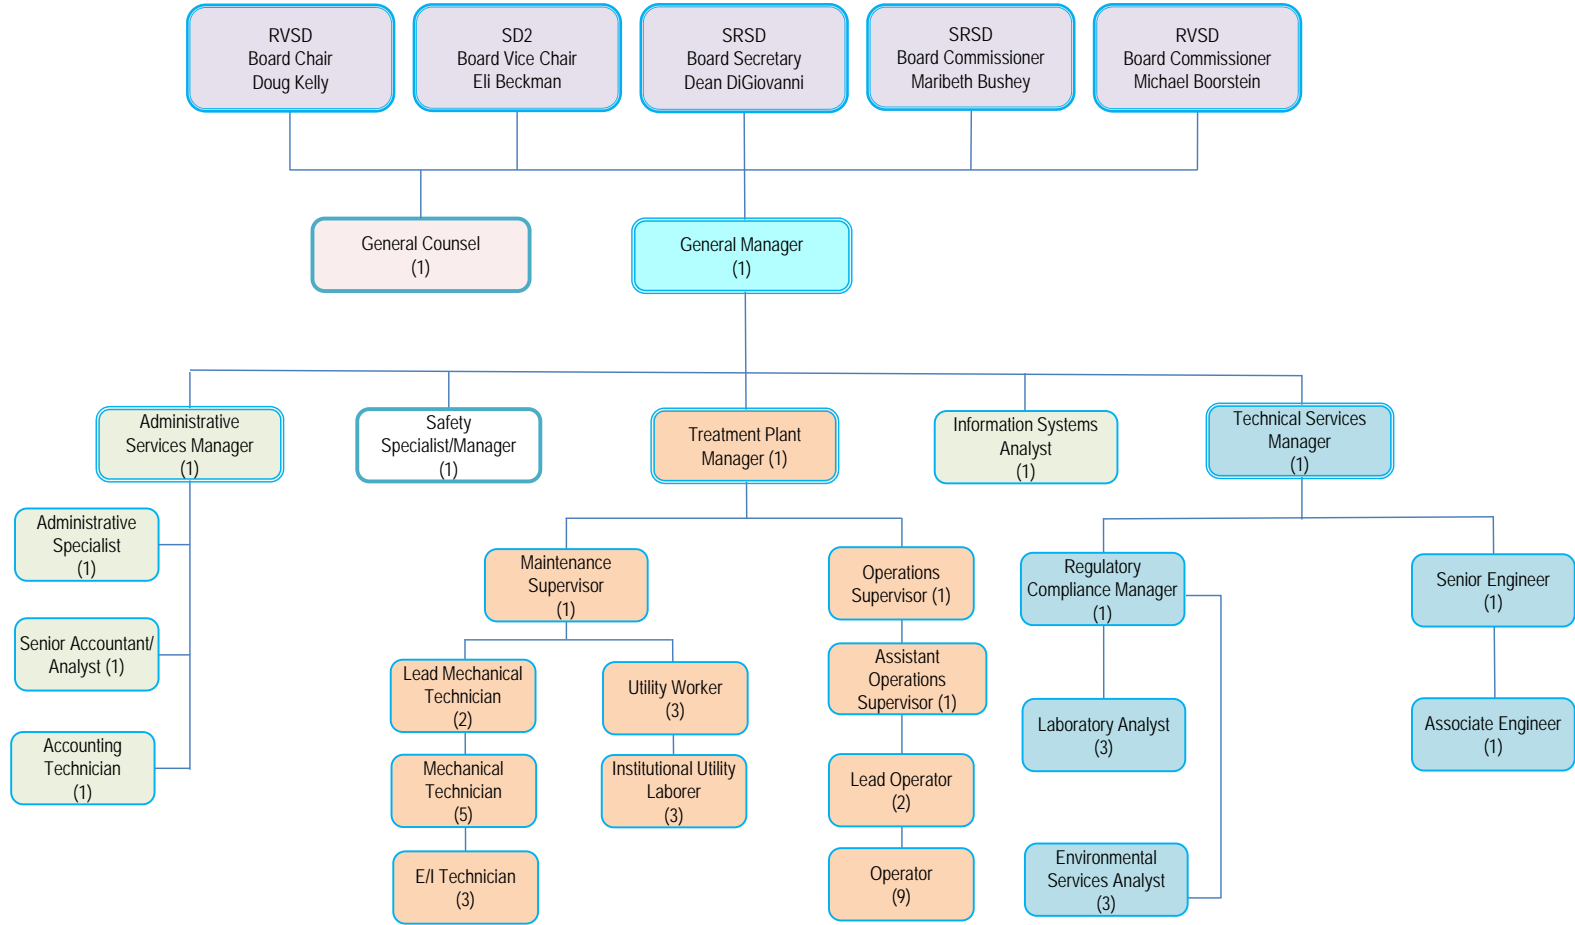 RVSD
Board Chair
Doug Kelly
SD2
Board Vice Chair
Eli Beckman
SRSD
Board Secretary
Dean DiGiovanni
SRSD
Board Commissioner
Maribeth Bushey
RVSD
Board Commissioner
Michael Boorstein
General Counsel
(1)
General Manager
(1)
Administrative
Services Manager
(1)
Safety
Specialist/Manager
(1)
Treatment Plant
Manager (1)
Information Systems
Analyst
(1)
Technical Services
Manager
(1)
Administrative
Specialist
(1)
Senior Accountant/
Analyst (1)
Accounting
Technician
(1)
Maintenance
Supervisor
(1)
Lead Mechanical
Technician
(2)
Mechanical
Technician
(5)
E/I Technician
(3)
Utility Worker
(3)
Institutional Utility
Laborer
(3)
Operations
Supervisor (1)
Assistant
Operations
Supervisor (1)
Lead Operator
(2)
Operator
(9)
Regulatory
Compliance Manager
(1)
Laboratory Analyst
(3)
Environmental
Services Analyst
(3)
Senior Engineer
(1)
Associate Engineer
(1)